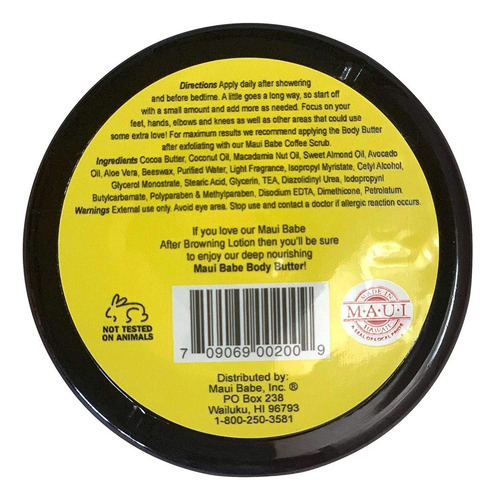 Directions Apply daily after showering
and before bedtime. A little goes a long way, so start off
with a small amount and add more as needed. Focus on your
feet, hands, elbows and knees as well as other areas that could use
some extra love! For maximum results we recommend applying the Body Butter
after exfoliating with our Maui Babe Coffee Scrub.
Ingredients Cocoa Butter, Coconut Oil, Macadamia Nut Oil, Sweet Almond Oil, Avocado
Oil, Aloe Vera, Beeswax, Purified Water, Light Fragrance, Isopropyl Myristate, Cetyl Alcohol,
Glycerol Monostrate, Stearic Acid, Glycerin, TEA, Diazolidinyl Urea, Iodopropynl
Butylcarbamate, Polyparaben & Methylparaben, Disodium EDTA, Dimethicone, Petrolatum.
Warnings External use only. Avoid eye area. Stop use and contact a doctor if allergic reaction occurs.
If you love our Maui Babe
After Browning Lotion then you'll be sure
to enjoy our deep nourishing
Maui Babe Body Butter!
NOT TESTED
ON ANIMALS
7 09069 00200 9
MADE IN
M·A·U·I
HAWAII
A SEAL OF LOCAL PRIDE
Distributed by:
Maui Babe, Inc. ®
PO Box 238
Wailuku, HI 96793
1-800-250-3581